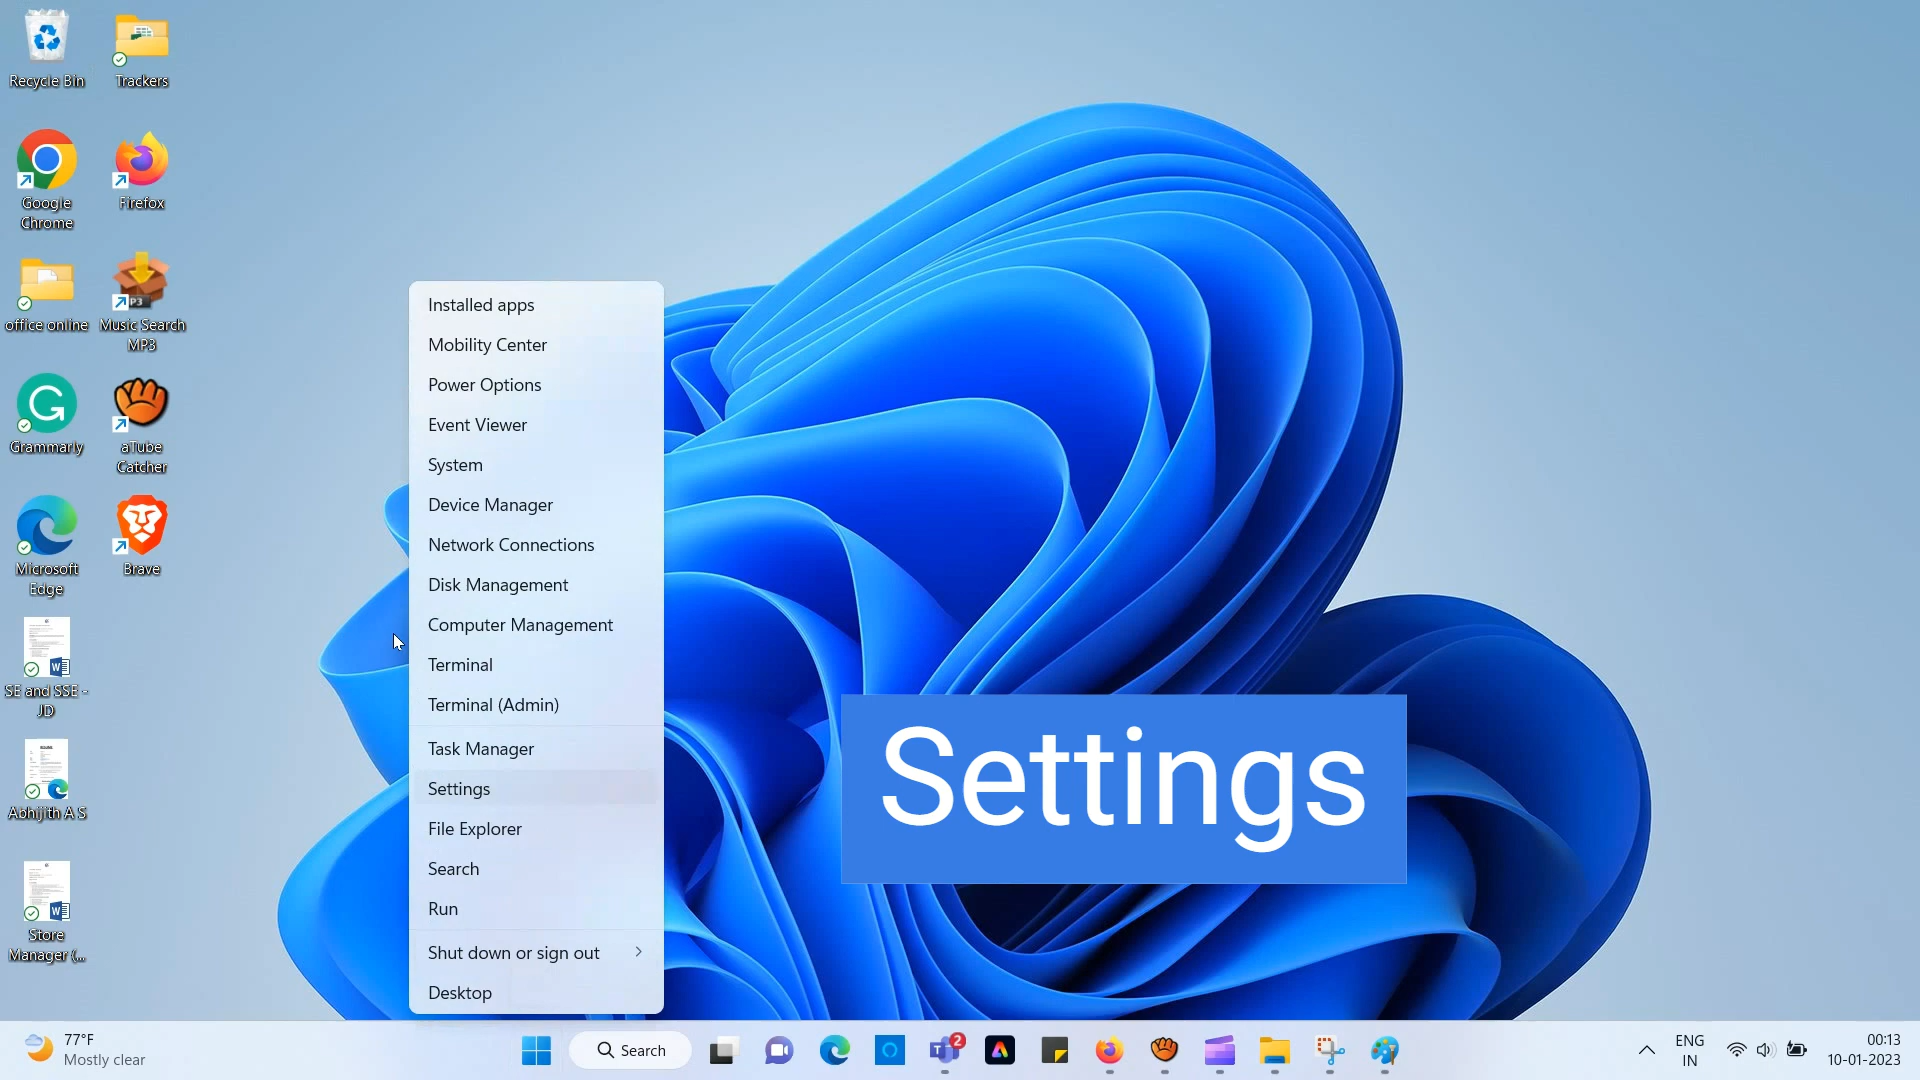 Recycle Bin
Trackers
Google
Chrome
Firefox
office online
Music Search
MP3
Grammarly
aTube
Catcher
Microsoft
Edge
Brave
SE and SSE -
JD
Abhijith A S
Store
Manager (...
Installed apps
Mobility Center
Power Options
Event Viewer
System
Device Manager
Network Connections
Disk Management
Computer Management
Terminal
Terminal (Admin)
Task Manager
Settings
File Explorer
Search
Run
Shut down or sign out
Desktop
Settings
77°F
Mostly clear
Search
2
ENG
IN
00:13
10-01-2023